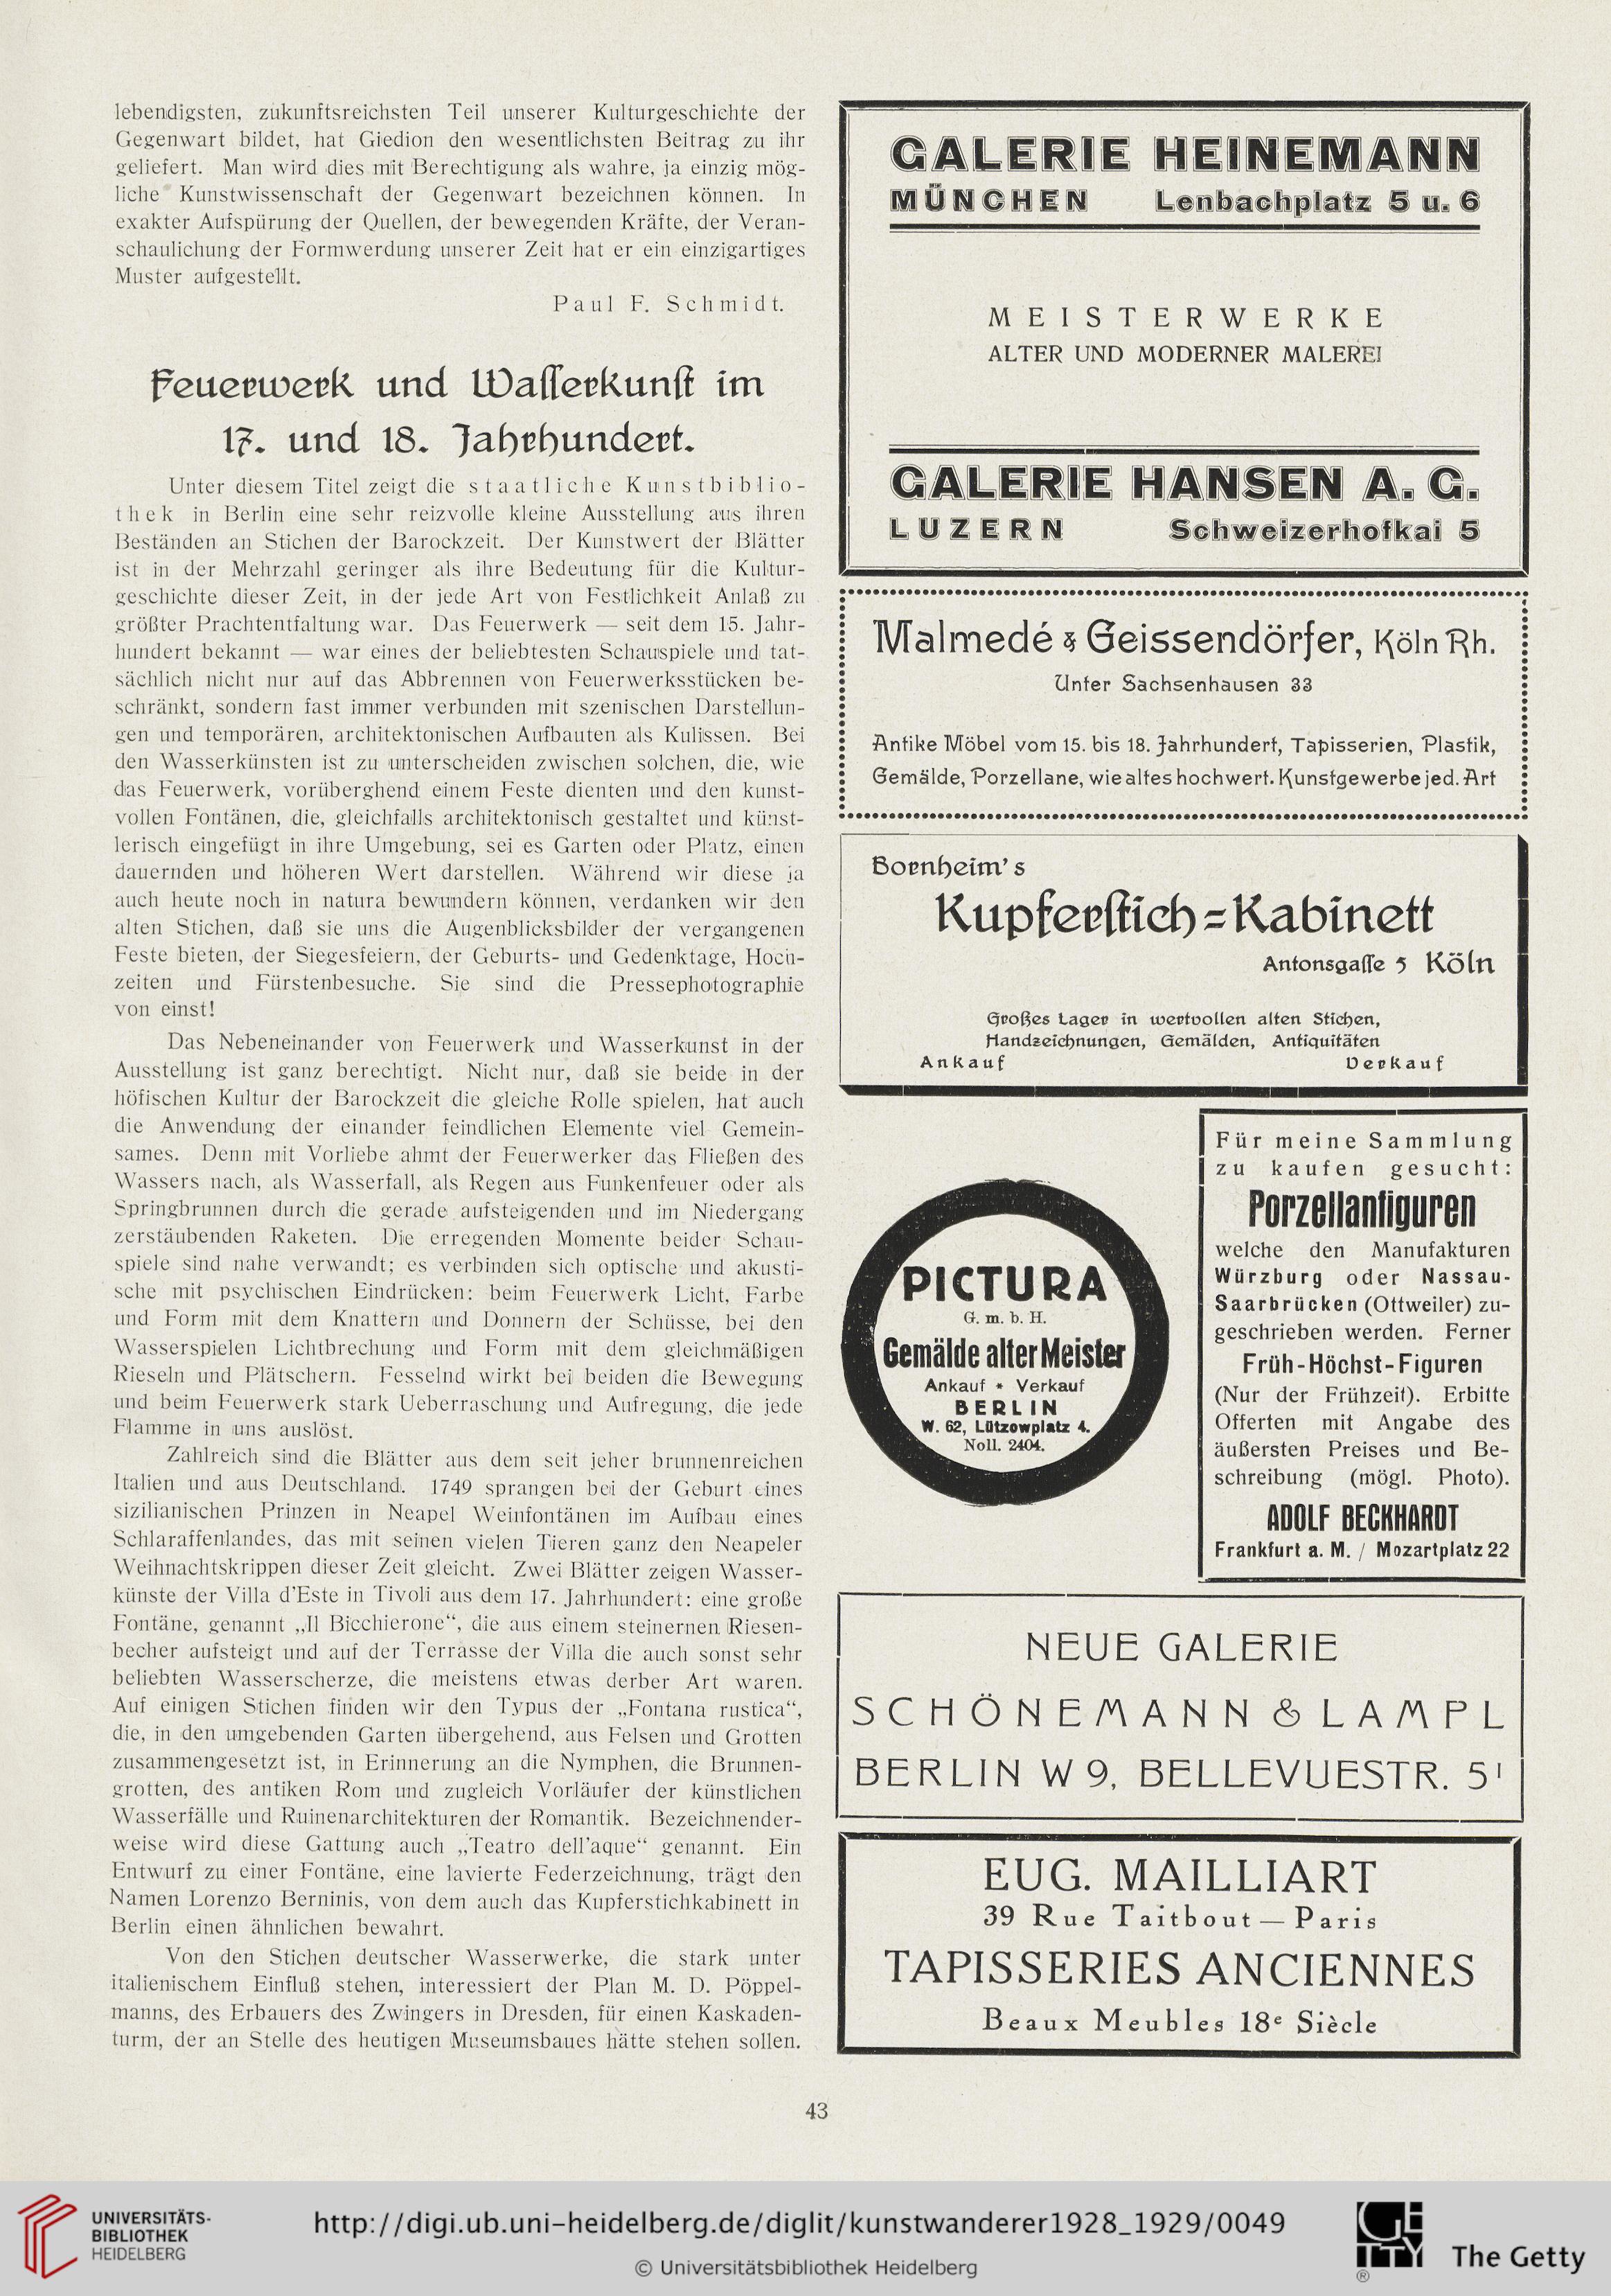 lebendigsten, zukunftsreichsten Teil unserer Kulturgeschichte der
Gegenwart bildet, hat Giedion den wesentlichsten Beitrag zu ihr
geliefert. Man wird dies mit Berechtigung als wahre, ja einzig mög-
liche Kunstwissenschaft der Gegenwart bezeichnen können. In
exakter Aufspürung der Quellen, der bewegenden Kräfte, der Veran-
schaulichung der Formwerdung unserer Zeit hat er ein einzigartiges
Muster aufgestellt.
Paul F. Schmidt.
Feuerwerk und Wasserkunst im
17. und 18. Jahrhundert.
Unter diesem Titel zeigt die staatliche Kunstbiblio-
thek in Berlin eine sehr reizvolle kleine Ausstellung aus ihren
Beständen an Stichen der Barockzeit. Der Kunstwert der Blätter
ist in der Mehrzahl geringer als ihre Bedeutung für die Kultur-
geschichte dieser Zeit, in der jede Art von Festlichkeit Anlaß zu
größter Prachtentfaltung war. Das Feuerwerk — seit dem 15. Jahr-
hundert bekannt — war eines der beliebtesten Schauspiele und tat-
sächlich nicht nur auf das Abbrennen von Feuerwerksstücken be-
schränkt, sondern fast immer verbunden mit szenischen Darstellun-
gen und temporären, architektonischen Aufbauten als Kulissen. Bei
den Wasserkünsten ist zu unterscheiden zwischen solchen, die, wie
das Feuerwerk, vorüberghend einem Feste dienten und den kunst-
vollen Fontänen, die, gleichfalls architektonisch gestaltet und künst-
lerisch eingefügt in ihre Umgebung, sei es Garten oder Platz, einen
dauernden und höheren Wert darstellen. Während wir diese ja
auch heute noch in natura bewundern können, verdanken wir den
alten Stichen, daß sie uns die Augenblicksbilder der vergangenen
Feste bieten, der Siegesfeiern, der Geburts- und Gedenktage, Hoch-
zeiten und Fürstenbesuche. Sie sind die Pressephotographie
von einst!
Das Nebeneinander von Feuerwerk und Wasserkunst in der
Ausstellung ist ganz berechtigt. Nicht nur, daß sie beide in der
höfischen Kultur der Barockzeit die gleiche Rolle spielen, hat auch
die Anwendung der einander feindlichen Elemente viel Gemein-
sames. Denn mit Vorliebe ahmt der Feuerwerker das Fließen des
Wassers nach, als Wasserfall, als Regen aus Funkenfeuer oder als
Springbrunnen durch die gerade aufsteigenden und im Niedergang
zerstäubenden Raketen. Die erregenden Momente beider Schau-
spiele sind nahe verwandt; es verbinden sich optische und akusti-
sche mit psychischen Eindrücken: beim Feuerwerk Licht, Farbe
und Form mit dem Knattern und Donnern der Schüsse, bei den
Wasserspielen Lichtbrechung und Form mit dem gleichmäßigen
Rieseln und Plätschern. Fesselnd wirkt bei beiden die Bewegung
und beim Feuerwerk stark Ueberraschung und Aufregung, die jede
Flamme in uns auslöst.
Zahlreich sind die Blätter aus dem seit jeher brunnenreichen
Italien und aus Deutschland. 1749 sprangen bei der Geburt eines
sizilianischen Prinzen in Neapel Weinfontänen im Aufbau eines
Schlaraffenlandes, das mit seinen vielen Tieren ganz den Neapeler
Weihnachtskrippen dieser Zeit gleicht. Zwei Blätter zeigen Wasser-
künste der Villa d'Este in Tivoli aus dem 17. Jahrhundert: eine große
Fontäne, genannt „Il Bicchierone“, die aus einem steinernen Riesen-
becher aufsteigt und auf der Terrasse der Villa die auch sonst sehr
beliebten Wasserscherze, die meistens etwas derber Art waren.
Auf einigen Stichen finden wir den Typus der „Fontana rustica“,
die, in den umgebenden Garten übergehend, aus Felsen und Grotten
zusammengesetzt ist, in Erinnerung an die Nymphen, die Brunnen-
grotten, des antiken Rom und zugleich Vorläufer der künstlichen
Wasserfälle und Ruinenarchitekturen der Romantik. Bezeichnender-
weise wird diese Gattung auch „Teatro dell'aque“ genannt. Ein
Entwurf zu einer Fontäne, eine lavierte Federzeichnung, trägt den
Namen Lorenzo Berninis, von dem auch das Kupferstichkabinett in
Berlin einen ähnlichen bewahrt.
Von den Stichen deutscher Wasserwerke, die stark unter
italienischem Einfluß stehen, interessiert der Plan M. D. Pöppel-
manns, des Erbauers des Zwingers in Dresden, für einen Kaskaden-
turm, der an Stelle des heutigen Museumsbaues hätte stehen sollen.
GALERIE HEINEMANN
MÜNCHEN Lenbachplatz 5 u. 6
MEISTERWERKE
ALTER UND MODERNER MALEREI
GALERIE HANSEN A. G.
LUZERN Schweizerhofkai 5
Malmedé & Geissendörfer, Köln Rh.
Unter Sachsenhausen 33
Antike Möbel vom 15. bis 18. Jahrhundert, Tapisserien, Plastik,
Gemälde, Porzellane, wie altes hochwert. Kunstgewerbe jed. Art
Bornheim's
Kupferstich=Kabinett
Antonsgasse 5 Köln
Großes Lager in wertvollen alten Stichen,
Handzeichnungen, Gemälden, Antiquitäten
Ankauf Verkauf
PICTURA
G. m. b. H.
Gemälde alter Meister
Ankauf * Verkauf
BERLIN
W. 62, Lützowplatz 4.
Noll. 2404.
Für meine Sammlung
zu kaufen gesucht:
Porzellanfiguren
welche den Manufakturen
Würzburg oder Nassau-
Saarbrücken (Ottweiler) zu-
geschrieben werden. Ferner
Früh-Höchst-Figuren
(Nur der Frühzeit). Erbitte
Offerten mit Angabe des
äußersten Preises und Be-
schreibung (mögl. Photo).
ADOLF BECKHARDT
Frankfurt a. M. / Mozartplatz 22
NEUE GALERIE
SCHÖNEMANN & LAMPL
BERLIN W 9, BELLEVUESTR. 5 I
EUG. MAILLIART
39 Rue Taitbout — Paris
TAPISSERIES ANCIENNES
Beaux Meubles 18e Siècle
43
UNIVERSITÄTS-
BIBLIOTHEK
HEIDELBERG
http://digi.ub.uni-heidelberg.de/diglit/kunstwanderer1928_1929/0049
© Universitätsbibliothek Heidelberg
GETTY
®
The Getty